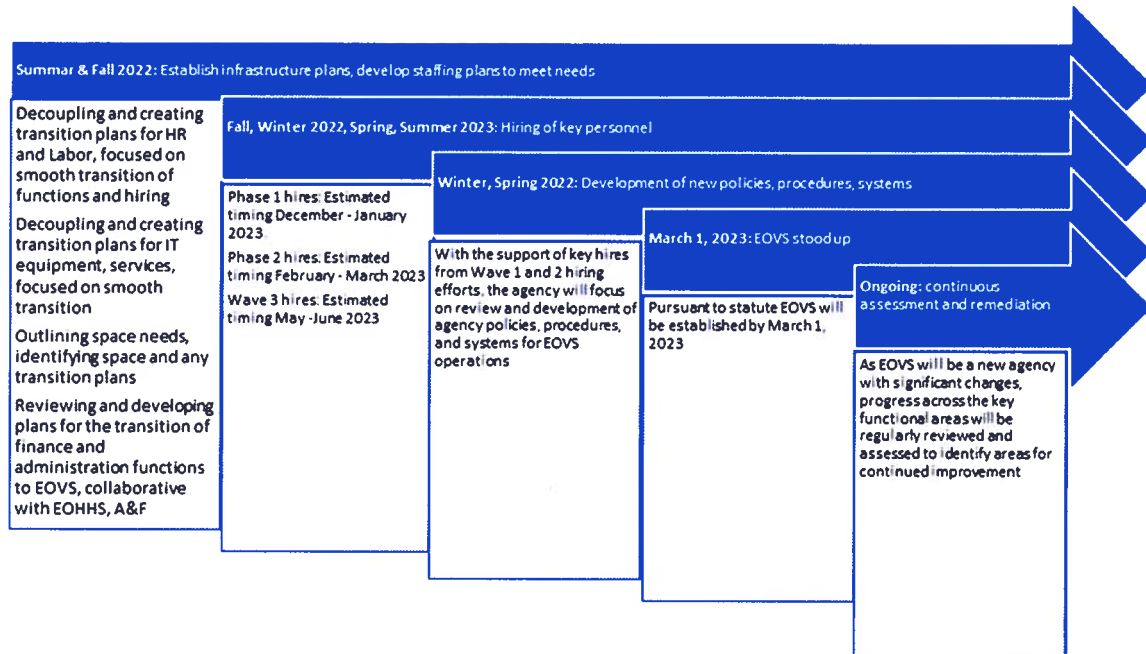 Summar & Fall 2022: Establish infrastructure plans, develop staffing plans to meet needs
Decoupling and creating
transition plans for HR
and Labor, focused on
smooth transition of
functions and hiring
Decoupling and creating
transition plans for IT
equipment, services,
focused on smooth
transition
Outlining space needs,
identifying space and any
transition plans
Reviewing and developing
plans for the transition of
finance and
administration functions
to EOVS, collaborative
with EOHHS, A&F
Fall, Winter 2022, Spring, Summer 2023: Hiring of key personnel
Phase 1 hires: Estimated
timing December - January
2023.
Phase 2 hires: Estimated
timing February - March 2023
Wave 3 hires: Estimated
timing May -June 2023
Winter, Spring 2022: Development of new policies, procedures, systems
With the support of key hires
from Wave 1 and 2 hiring
efforts, the agency will focus
on review and development of
agency policies, procedures,
and systems for EOVS
operations
March 1, 2023: EOVS stood up
Pursuant to statute EOVS will
be established by March 1,
2023
Ongoing: continuous
assessment and remediation
As EOVS will be a new agency
with significant changes,
progress across the key
functional areas will be
regularly reviewed and
assessed to identify areas for
continued improvement